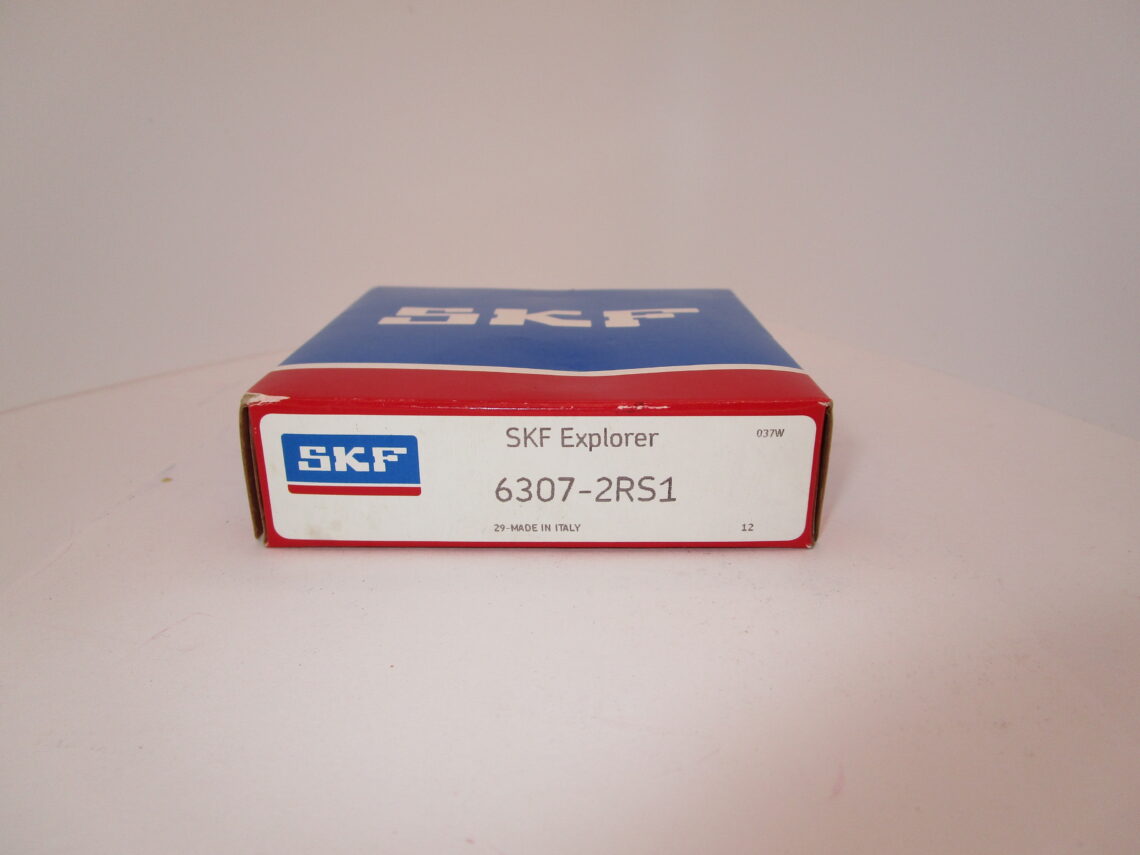 SKF
SKF
SKF Explorer
037W
6307-2RS1
29-MADE IN ITALY
12